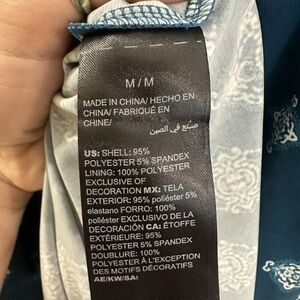 M / M
MADE IN CHINA/ HECHO EN
CHINA/ FABRIQUÉ EN
CHINE/
صنع في الصين
US: SHELL: 95%
POLYESTER 5% SPANDEX
LINING: 100% POLYESTER
EXCLUSIVE OF
DECORATION MX: TELA
EXTERIOR: 95% poliéster 5%
elastano FORRO: 100%
poliéster EXCLUSIVO DE LA
DECORACIÓN CA: ÉTOFFE
EXTÉRIEURE: 95%
POLYESTER 5% SPANDEX
DOUBLURE: 100%
POLYESTER À L'EXCEPTION
DES MOTIFS DÉCORATIFS
AE/KW/SA: